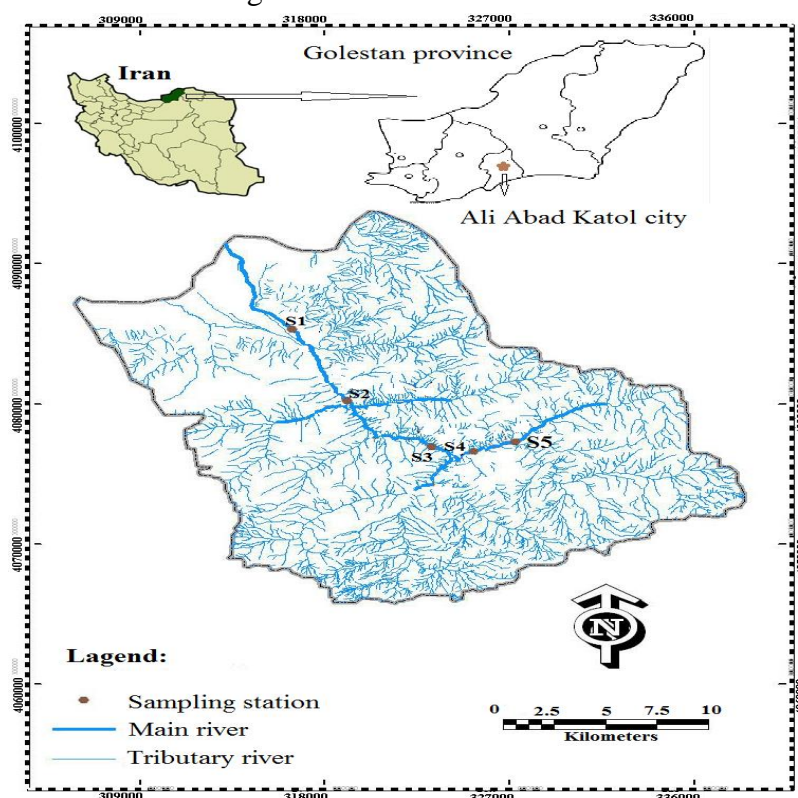 309000
318000
327000
336000
Golestan province
Iran
Ali Abad Katol city
4100000
4090000
4080000
4070000
4060000
S1
S2
S3
S4
S5
N
Lagend:
Sampling station
Main river
Tributary river
0 2.5 5 7.5 10
Kilometers
309000
318000
327000
336000